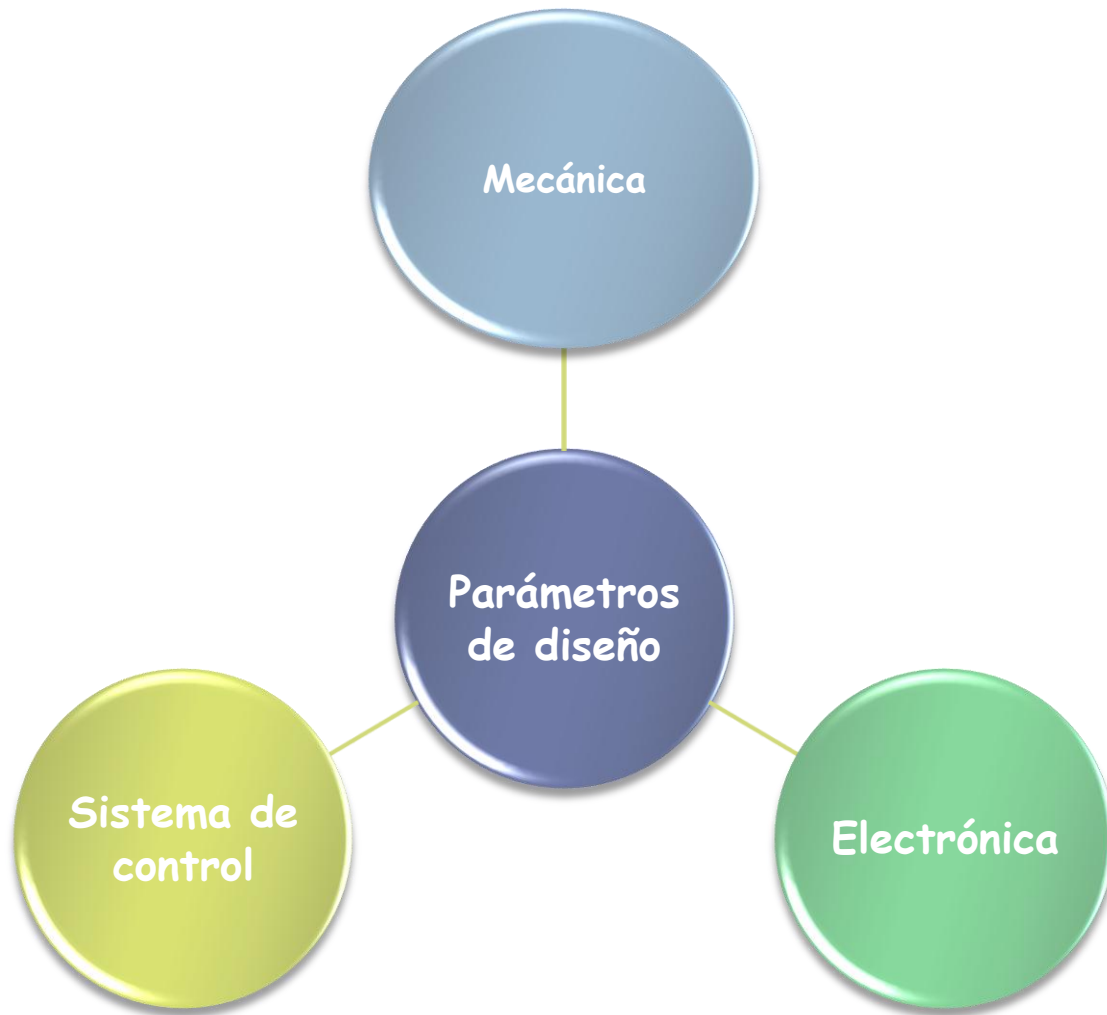 Mecánica
Parámetros
de diseño
Sistema de
control
Electrónica